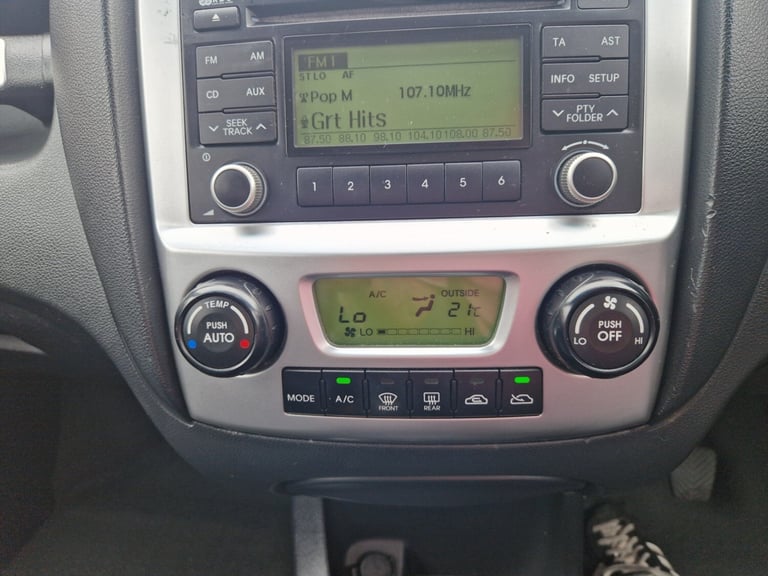 FM AM
CD AUX
SEEK
TRACK
FM1
ST LO AF
Pop M 107.10MHz
Grt Hits
87.50 88.10 98.10 104.10 108.00 87.50
TA AST
INFO SETUP
PTY
FOLDER
1 2 3 4 5 6
TEMP
PUSH
AUTO
A/C OUTSIDE
Lo 21°C
LO HI
PUSH
OFF
LO HI
MODE A/C FRONT REAR